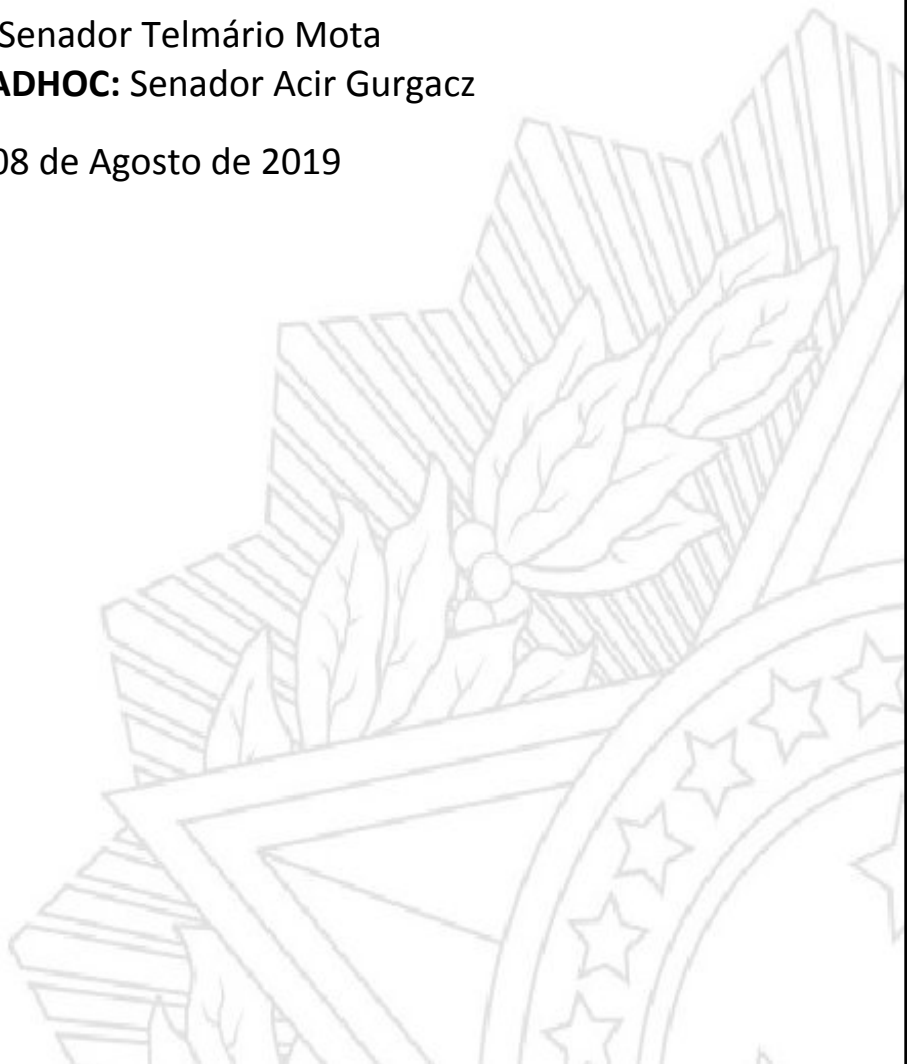 Senador Telmário Mota
ADHOC: Senador Acir Gurgacz
08 de Agosto de 2019